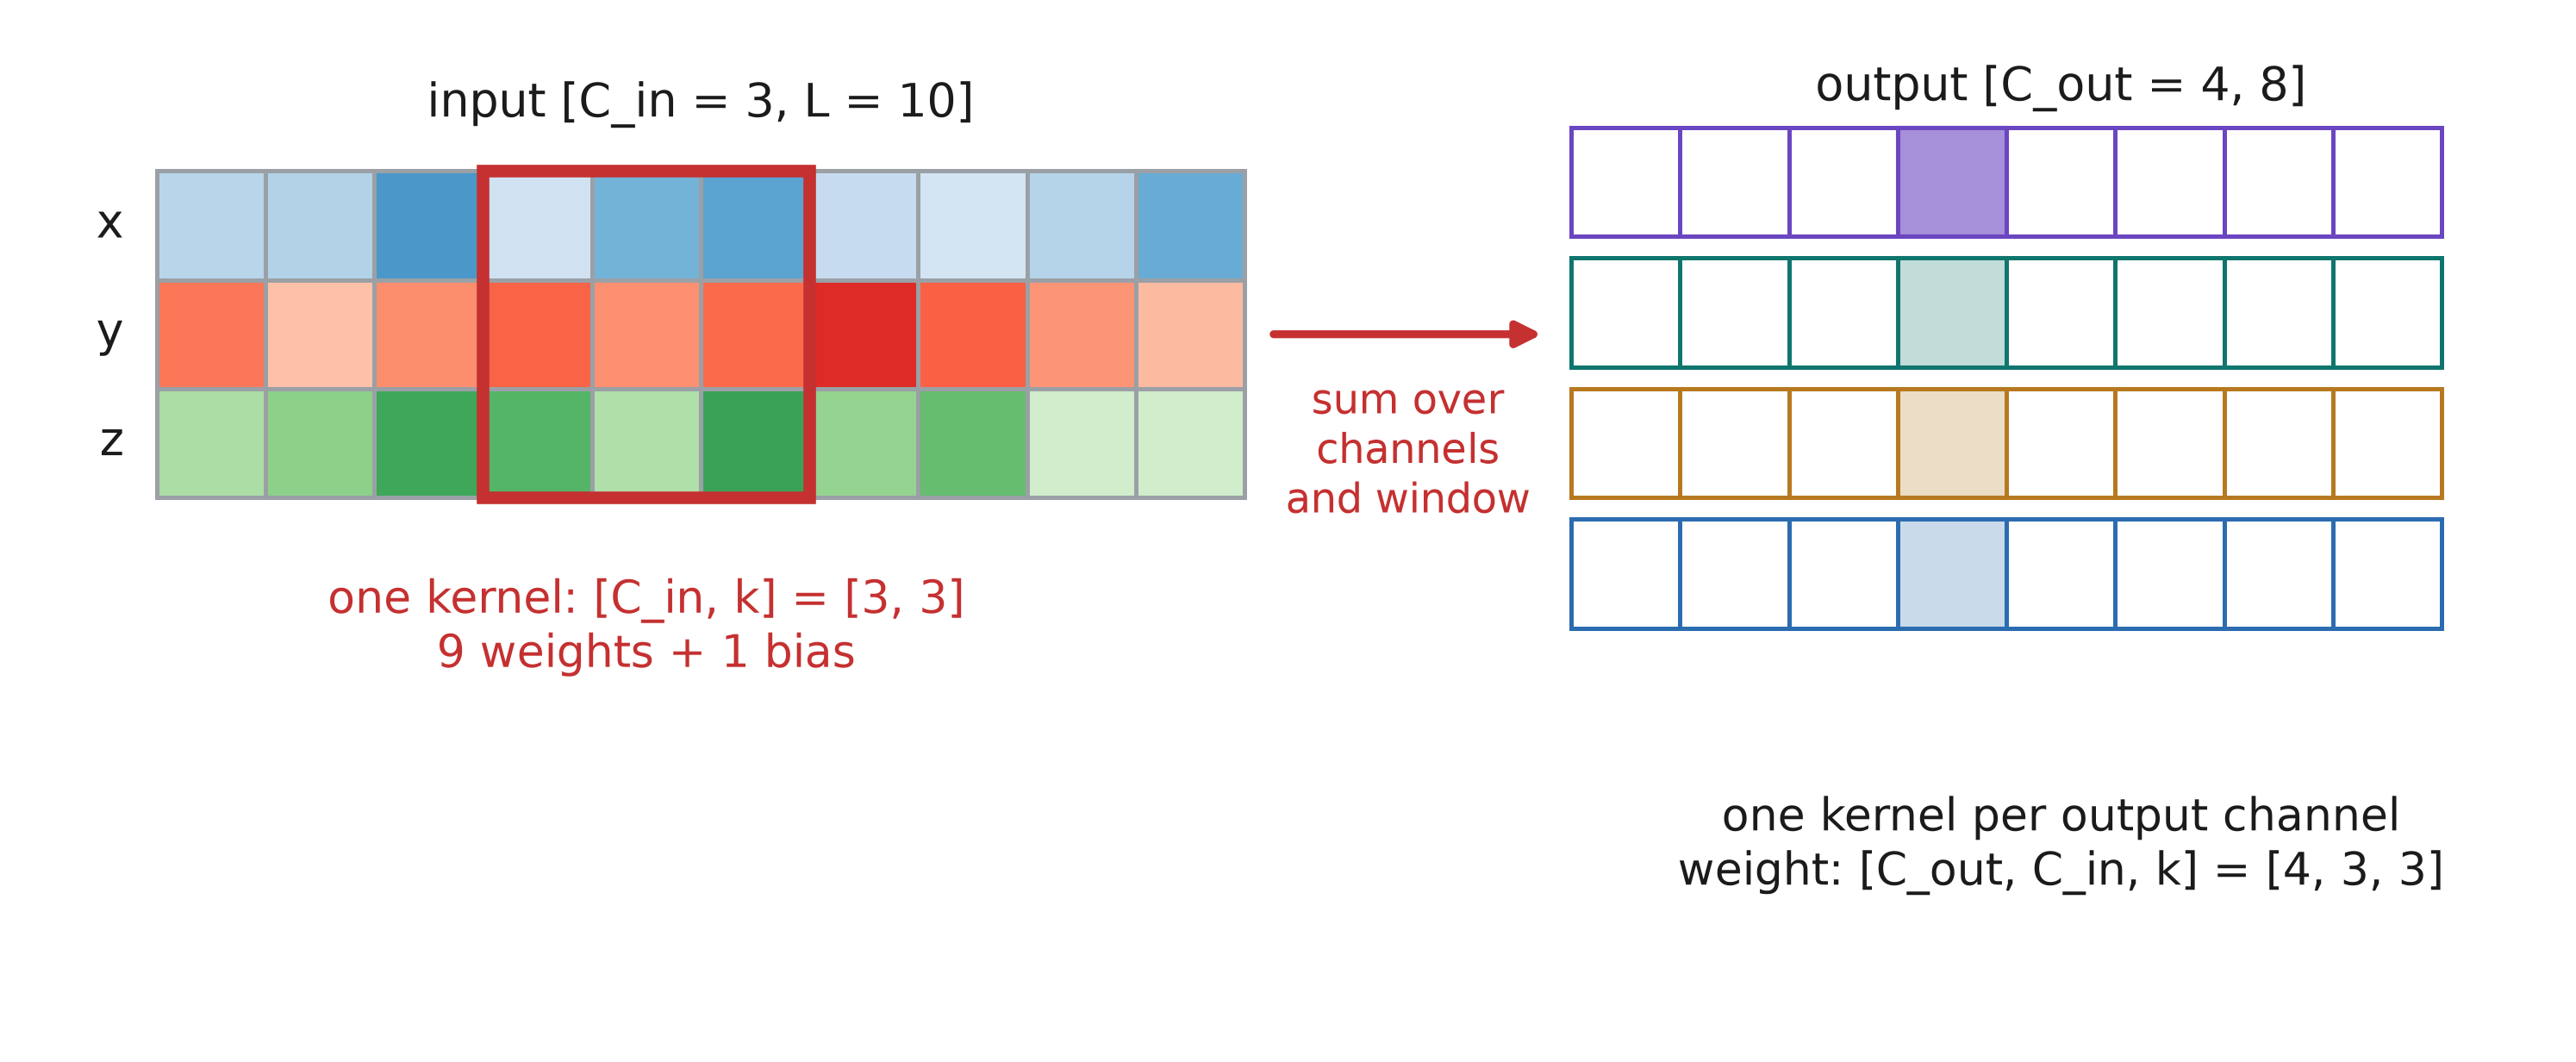 input [C_in = 3, L = 10]
x
y
z
one kernel: [C_in, k] = [3, 3]
9 weights + 1 bias
sum over
channels
and window
output [C_out = 4, 8]
one kernel per output channel
weight: [C_out, C_in, k] = [4, 3, 3]